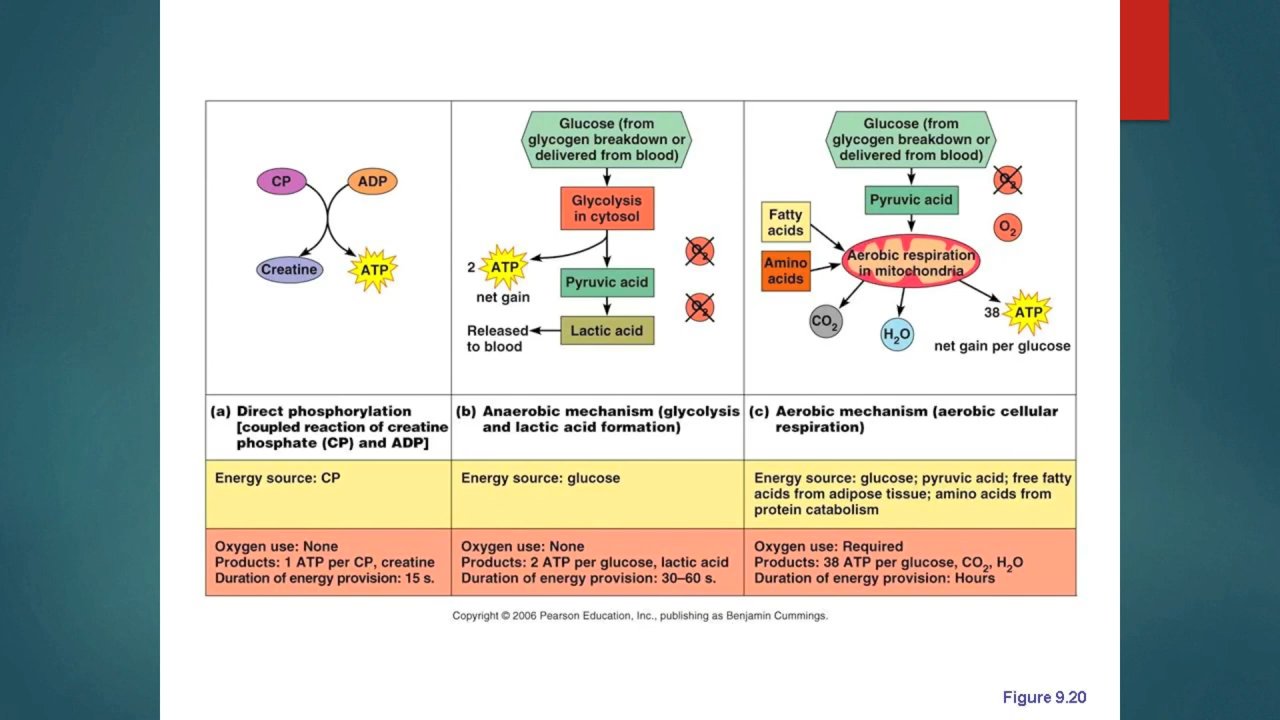 CP
ADP
Creatine
ATP
(a) Direct phosphorylation
[coupled reaction of creatine
phosphate (CP) and ADP]
Energy source: CP
Oxygen use: None
Products: 1 ATP per CP, creatine
Duration of energy provision: 15 s.
Glucose (from
glycogen breakdown or
delivered from blood)
Glycolysis
in cytosol
O2
2 ATP
net gain
Pyruvic acid
O2
Released
to blood
Lactic acid
(b) Anaerobic mechanism (glycolysis
and lactic acid formation)
Energy source: glucose
Oxygen use: None
Products: 2 ATP per glucose, lactic acid
Duration of energy provision: 30–60 s.
Glucose (from
glycogen breakdown or
delivered from blood)
O2
Pyruvic acid
O2
Fatty
acids
Amino
acids
Aerobic respiration
in mitochondria
CO2
H2O
38 ATP
net gain per glucose
(c) Aerobic mechanism (aerobic cellular
respiration)
Energy source: glucose; pyruvic acid; free fatty
acids from adipose tissue; amino acids from
protein catabolism
Oxygen use: Required
Products: 38 ATP per glucose, CO2, H2O
Duration of energy provision: Hours
Copyright © 2006 Pearson Education, Inc., publishing as Benjamin Cummings.
Figure 9.20